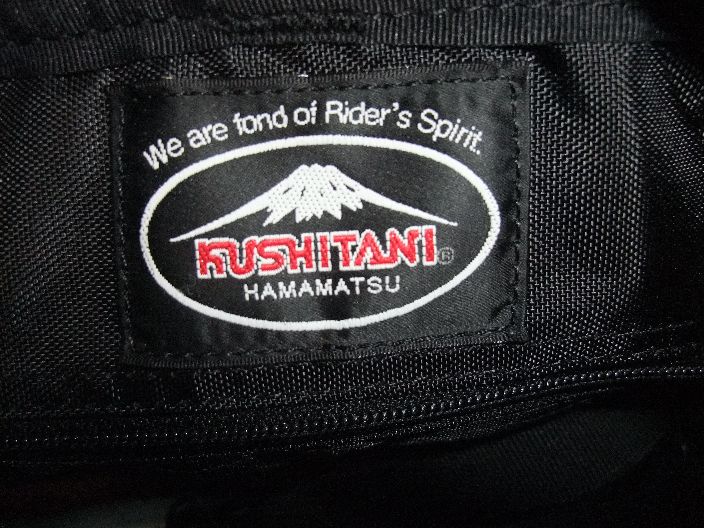 We are fond of Rider's Spirit.
KUSHITANI®
HAMAMATSU